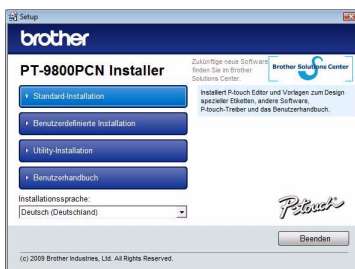 Setup
brother
PT-9800PCN Installer
Zukünftige neue Software
finden Sie im Brother
Solutions Center.
Brother Solutions Center
Standard-Installation
Benutzerdefinierte Installation
Utility-Installation
Benutzerhandbuch
Installiert P-touch Editor und Vorlagen zum Design
spezieller Etiketten, andere Software,
P-touch-Treiber und das Benutzerhandbuch.
Installationssprache:
Deutsch (Deutschland)
P-touch
Beenden
(c) 2009 Brother Industries, Ltd. All Rights Reserved.